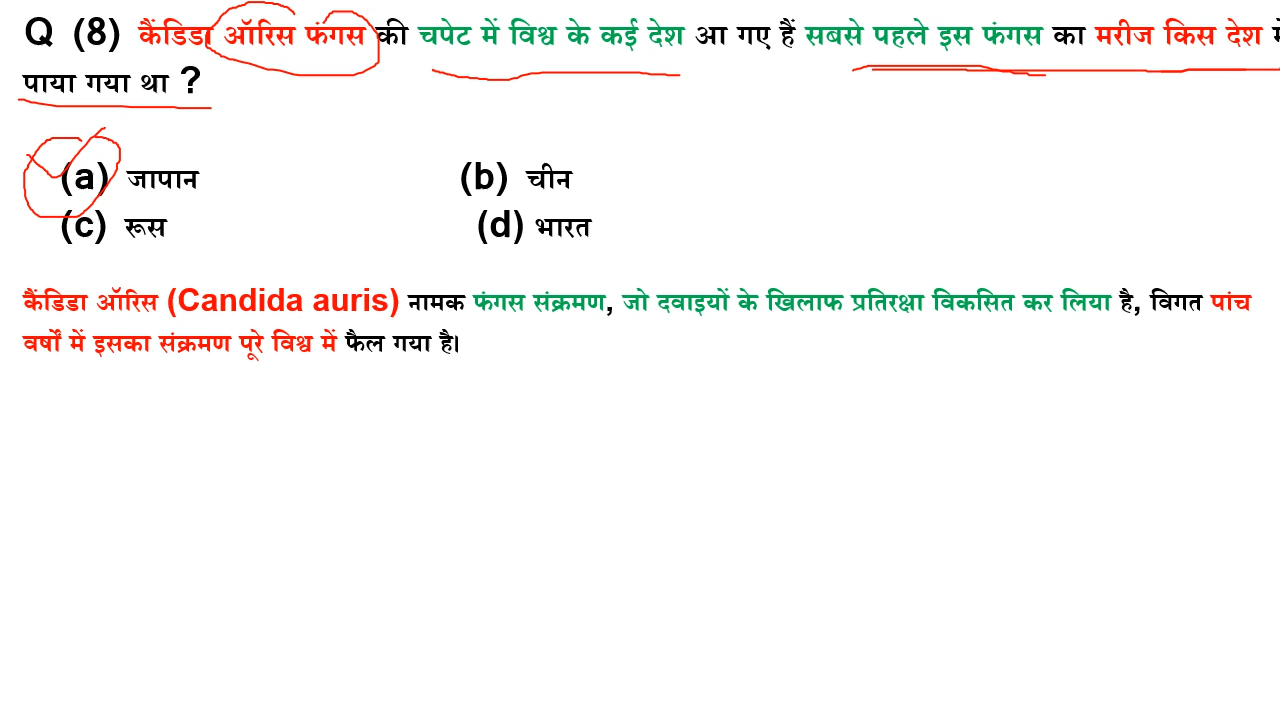 Q (8) कैंडिडा ऑरिस फंगस की चपेट में विश्व के कई देश आ गए हैं सबसे पहले इस फंगस का मरीज किस देश में
पाया गया था ?
(a) जापान (b) चीन
(c) रूस (d) भारत
कैंडिडा ऑरिस (Candida auris) नामक फंगस संक्रमण, जो दवाइयों के खिलाफ प्रतिरक्षा विकसित कर लिया है, विगत पांच
वर्षों में इसका संक्रमण पूरे विश्व में फैल गया है।